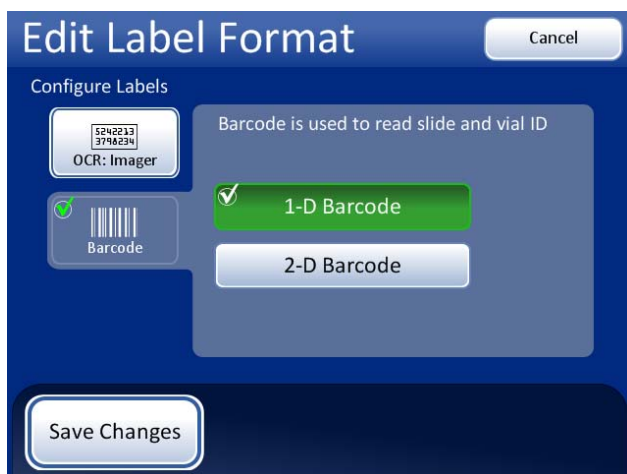 Edit Label Format
Cancel
Configure Labels
5242213
3798234
OCR: Imager
Barcode
Barcode is used to read slide and vial ID
1-D Barcode
2-D Barcode
Save Changes